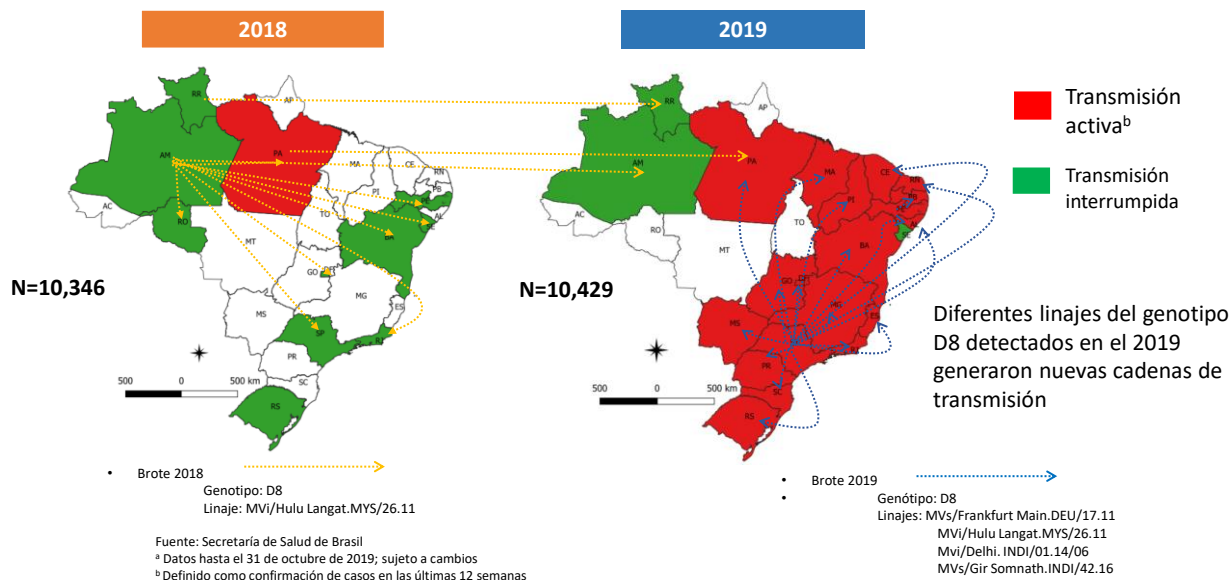 2018
2019
RR
AP
AM
PA
MA
CE
RN
PB
PI
PE
AL
SE
AC
RO
TO
BA
MT
DF
GO
MG
ES
MS
SP
RJ
PR
SC
RS
500 0 500 km
N=10,346
RR
AP
AM
PA
MA
CE
RN
PB
PI
AL
SE
AC
RO
TO
BA
MT
GO
MG
ES
MS
RJ
PR
SC
RS
500 0 500 km
N=10,429
Transmisión
activaᵇ
Transmisión
interrumpida
Diferentes linajes del genotipo
D8 detectados en el 2019
generaron nuevas cadenas de
transmisión
• Brote 2018
Genotipo: D8
Linaje: MVi/Hulu Langat.MYS/26.11
• Brote 2019
• Genótipo: D8
Linajes: MVs/Frankfurt Main.DEU/17.11
MVi/Hulu Langat.MYS/26.11
Mvi/Delhi. INDI/01.14/06
MVs/Gir Somnath.INDI/42.16
Fuente: Secretaría de Salud de Brasil
ᵃ Datos hasta el 31 de octubre de 2019; sujeto a cambios
ᵇ Definido como confirmación de casos en las últimas 12 semanas